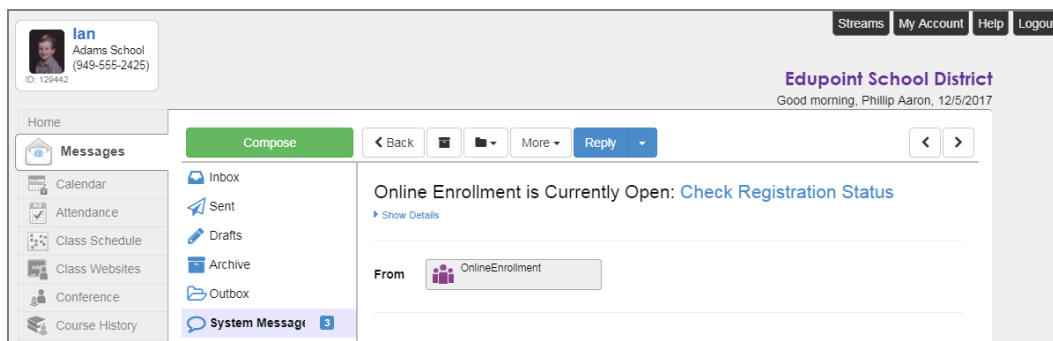 Streams My Account Help Logou
Ian
Adams School
(949-555-2425)
ID: 129442
Edupoint School District
Good morning, Phillip Aaron, 12/5/2017
Home
Messages
Calendar
Attendance
Class Schedule
Class Websites
Conference
Course History
Compose
Inbox
Sent
Drafts
Archive
Outbox
System Message 3
Back More Reply
Online Enrollment is Currently Open: Check Registration Status
Show Details
From OnlineEnrollment